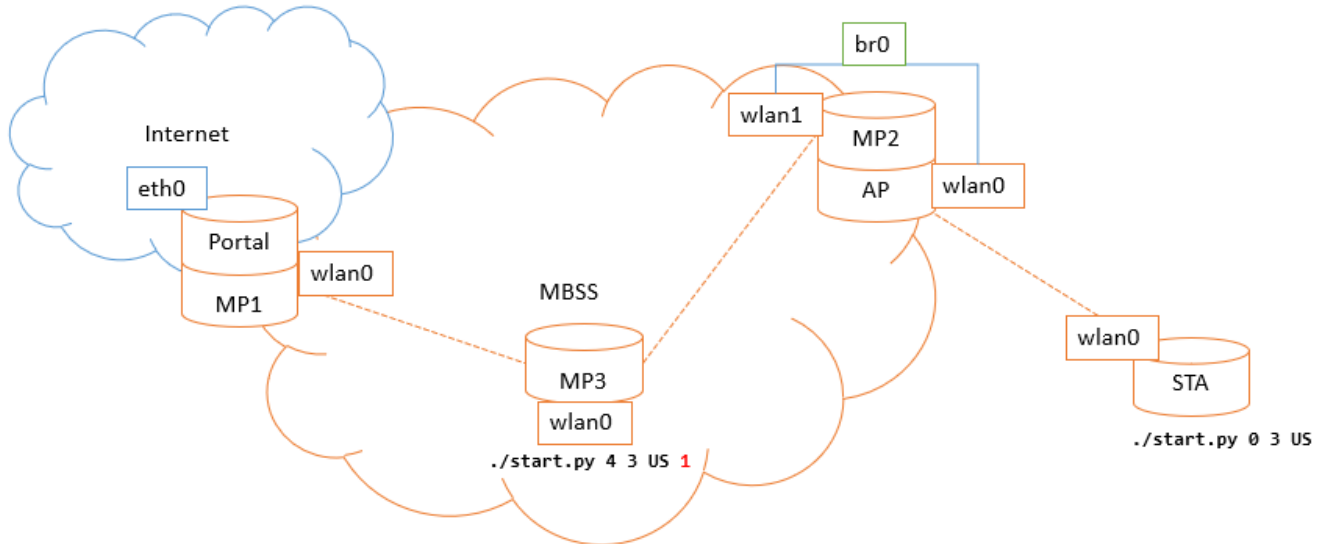 br0
wlan1
MP2
Internet
eth0
AP
wlan0
Portal
wlan0
MBSS
MP1
wlan0
MP3
STA
wlan0
./start.py 0 3 US
./start.py 4 3 US 1